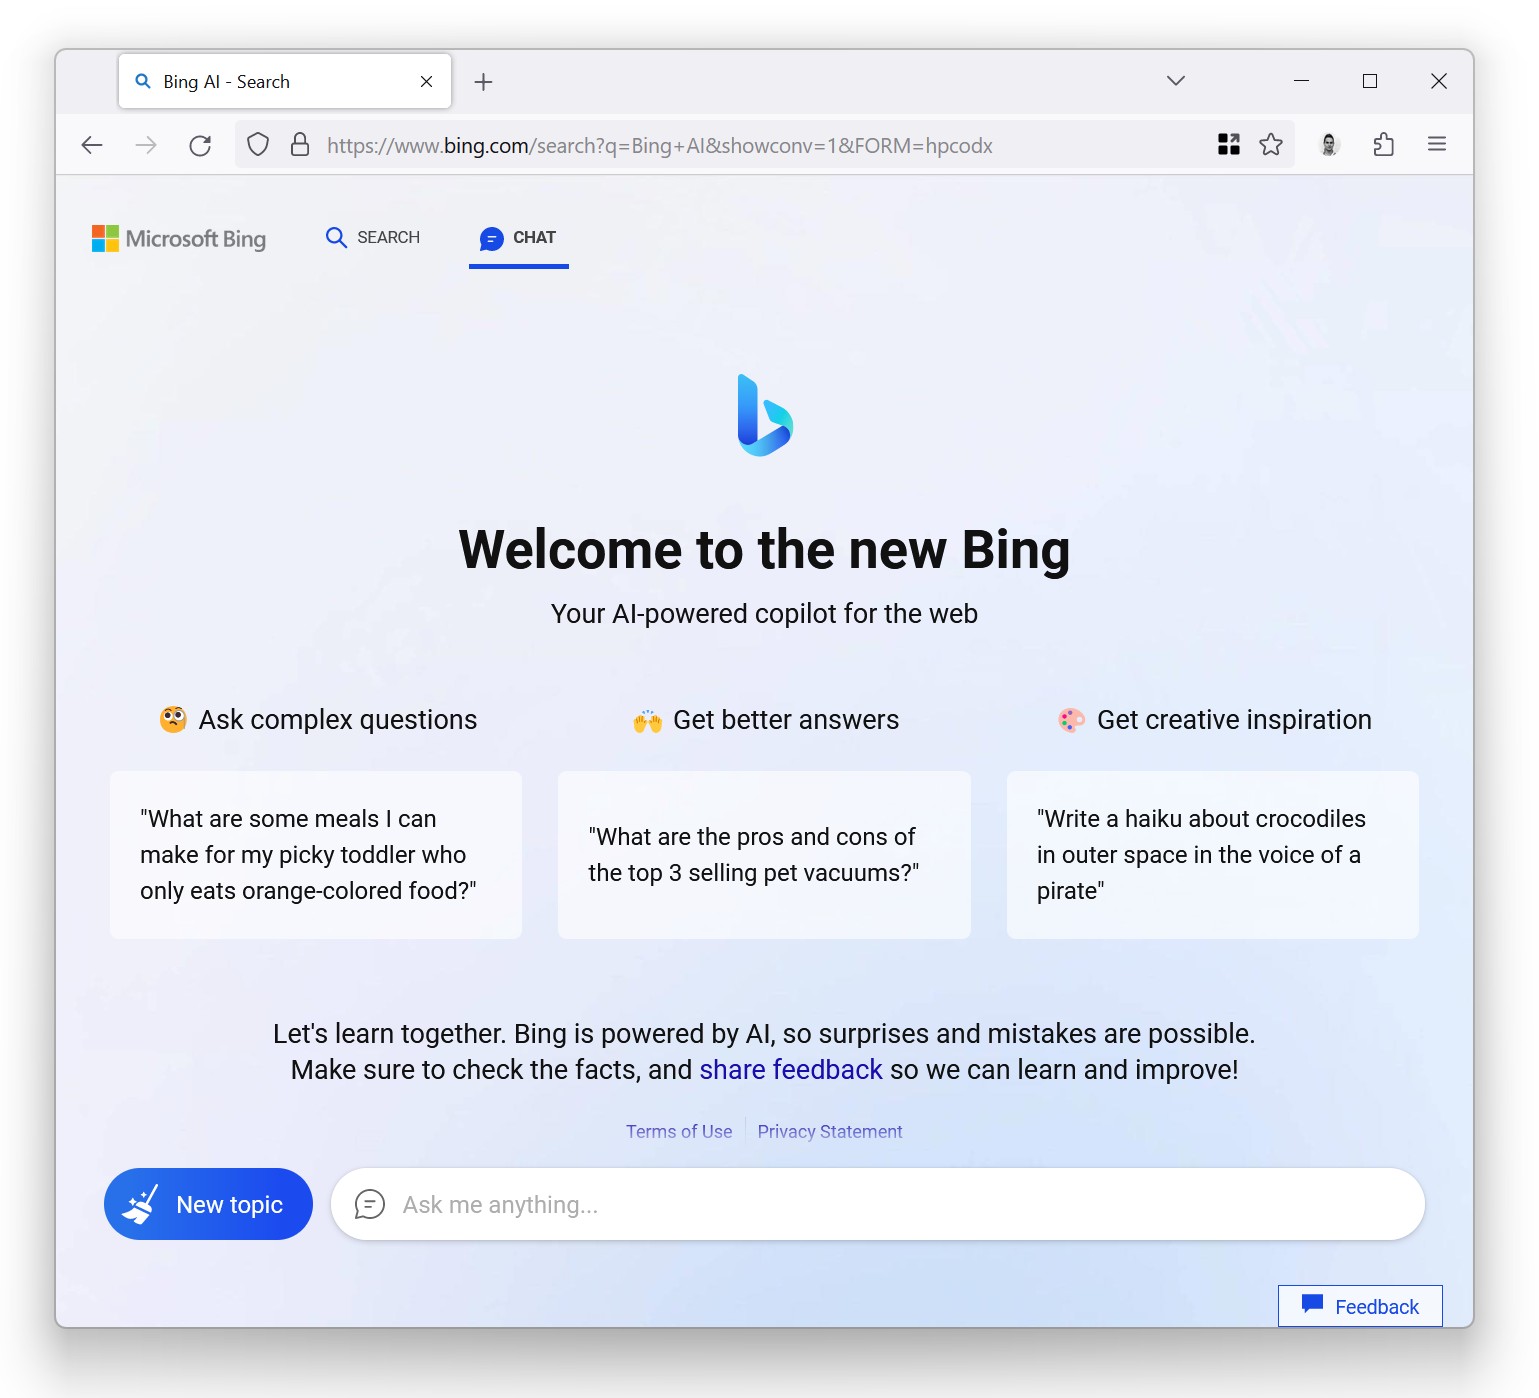 Bing AI - Search
https://www.bing.com/search?q=Bing+AI&showconv=1&FORM=hpcodx
Microsoft Bing
SEARCH
CHAT
Welcome to the new Bing
Your AI-powered copilot for the web
Ask complex questions
"What are some meals I can
make for my picky toddler who
only eats orange-colored food?"
Get better answers
"What are the pros and cons of
the top 3 selling pet vacuums?"
Get creative inspiration
"Write a haiku about crocodiles
in outer space in the voice of a
pirate"
Let's learn together. Bing is powered by AI, so surprises and mistakes are possible.
Make sure to check the facts, and share feedback so we can learn and improve!
Terms of Use
Privacy Statement
New topic
Ask me anything...
Feedback